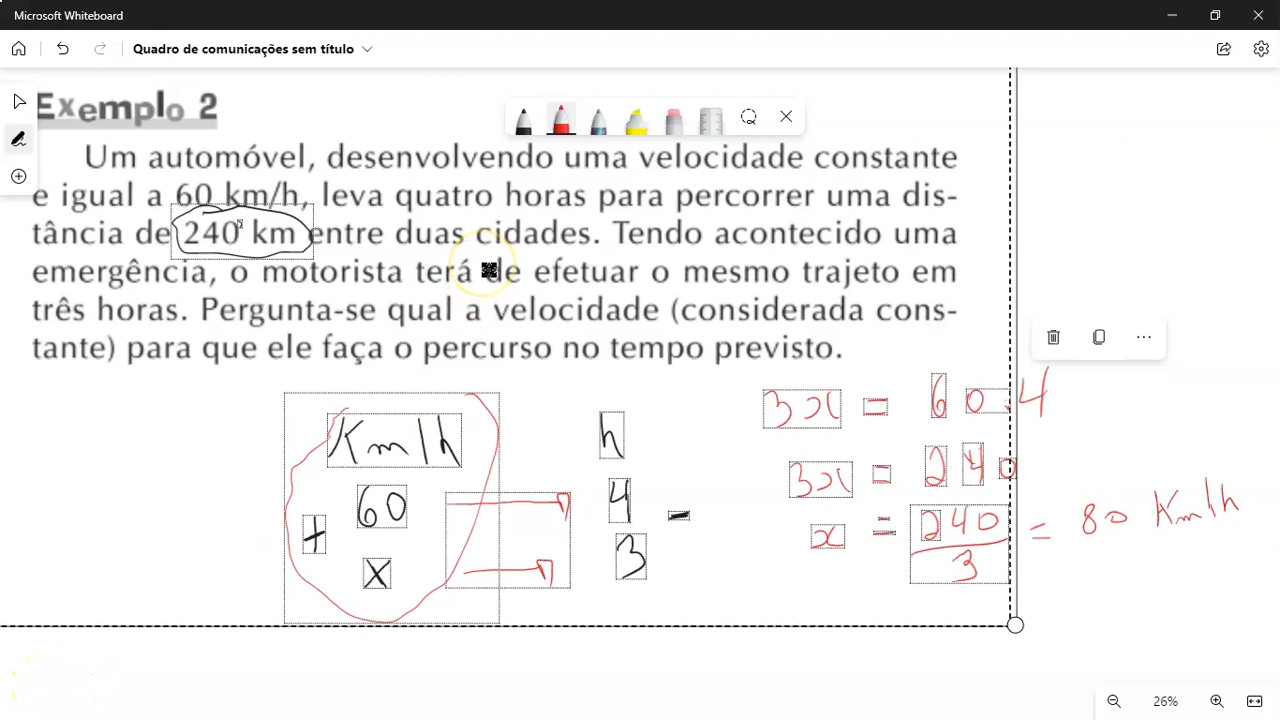 Microsoft Whiteboard
Quadro de comunicações sem título
Exemplo 2
Um automóvel, desenvolvendo uma velocidade constante
e igual a 60 km/h, leva quatro horas para percorrer uma dis-
tância de 240 km entre duas cidades. Tendo acontecido uma
emergência, o motorista terá de efetuar o mesmo trajeto em
três horas. Pergunta-se qual a velocidade (considerada cons-
tante) para que ele faça o percurso no tempo previsto.
Km/h h
60 4 -
+ x 3
3x = 60.4
3x = 240
x = 240/3 = 80 Km/h
26%